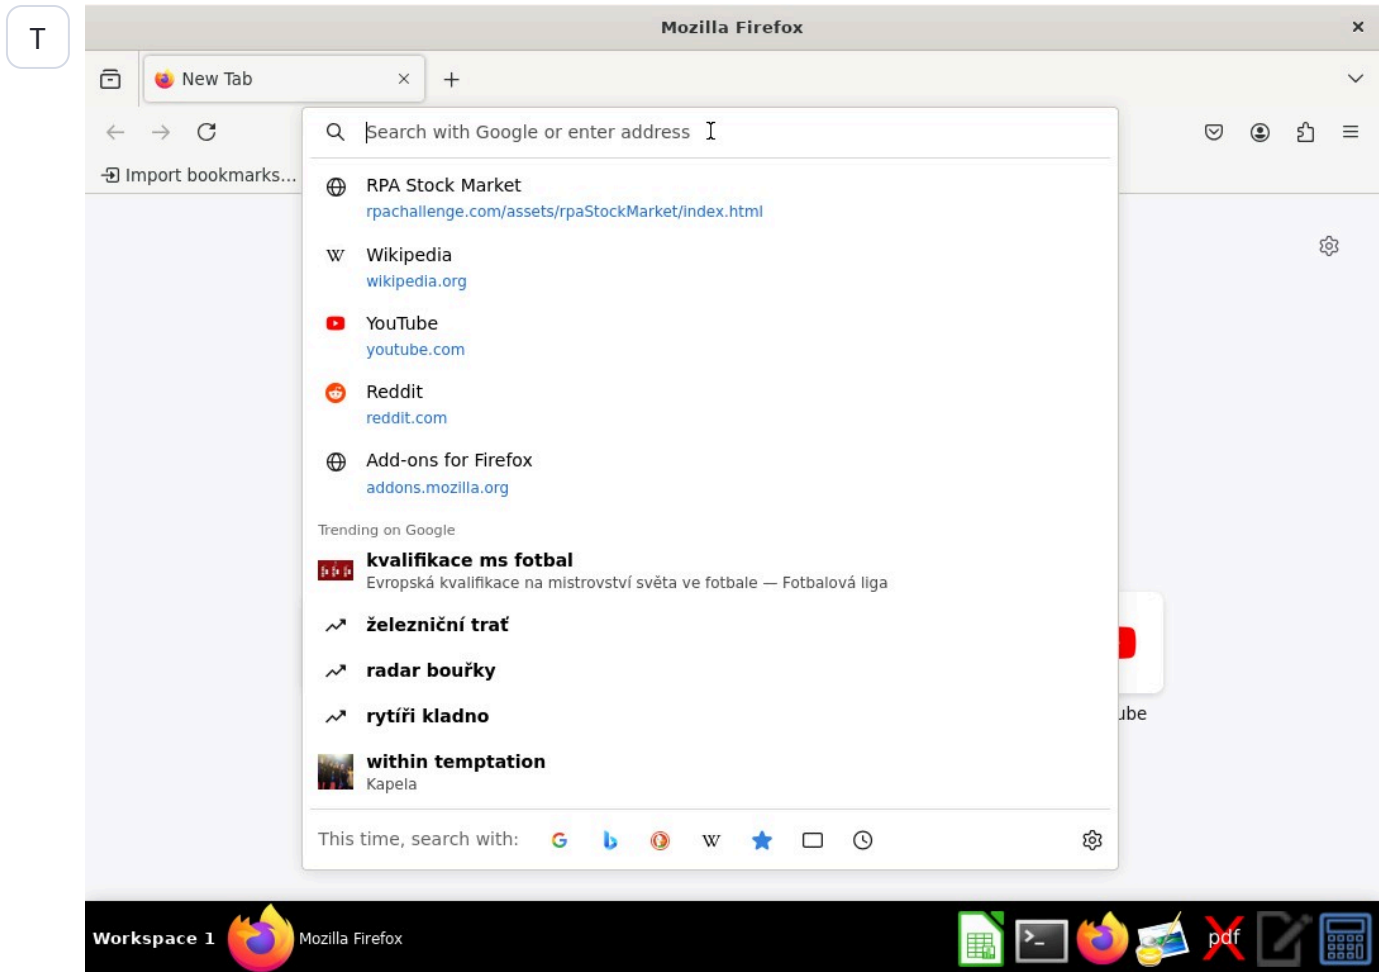 T
Mozilla Firefox
New Tab
Search with Google or enter address
Import bookmarks...
RPA Stock Market
rpachallenge.com/assets/rpaStockMarket/index.html
W
Wikipedia
wikipedia.org
YouTube
youtube.com
Reddit
reddit.com
Add-ons for Firefox
addons.mozilla.org
Trending on Google
kvalifikace ms fotbal
Evropská kvalifikace na mistrovství světa ve fotbale — Fotbalová liga
železniční trať
radar bouřky
rytíři kladno
ube
within temptation
Kapela
This time, search with: G b W
Workspace 1 Mozilla Firefox pdf